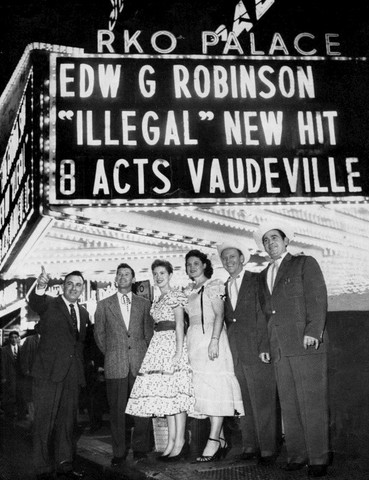 RKO PALACE
EDW G ROBINSON
"ILLEGAL" NEW HIT
8 ACTS VAUDEVILLE